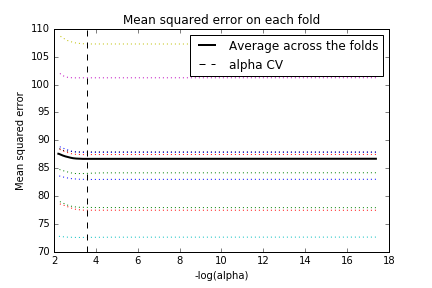 Mean squared error on each fold
Average across the folds
alpha CV
Mean squared error
110
105
100
95
90
85
80
75
70
2 4 6 8 10 12 14 16 18
-log(alpha)